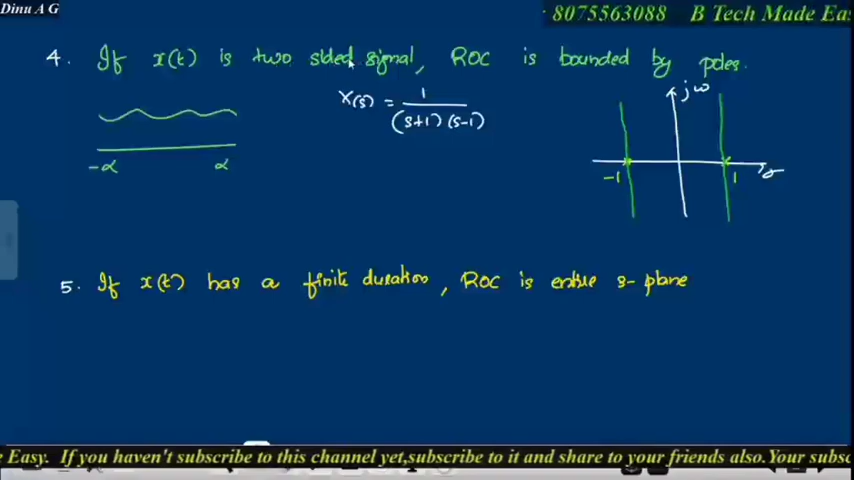 Dinu A G
8075563088 B Tech Made Eas
4. If x(t) is two sided signal, ROC is bounded by poles.
X(s) = 1 / (s+1) (s-1)
jω
-α α
-1 1 σ
5. If x(t) has a finite duration, ROC is entire s-plane
e Easy. If you haven't subscribe to this channel yet,subscribe to it and share to your friends also.Your subsc